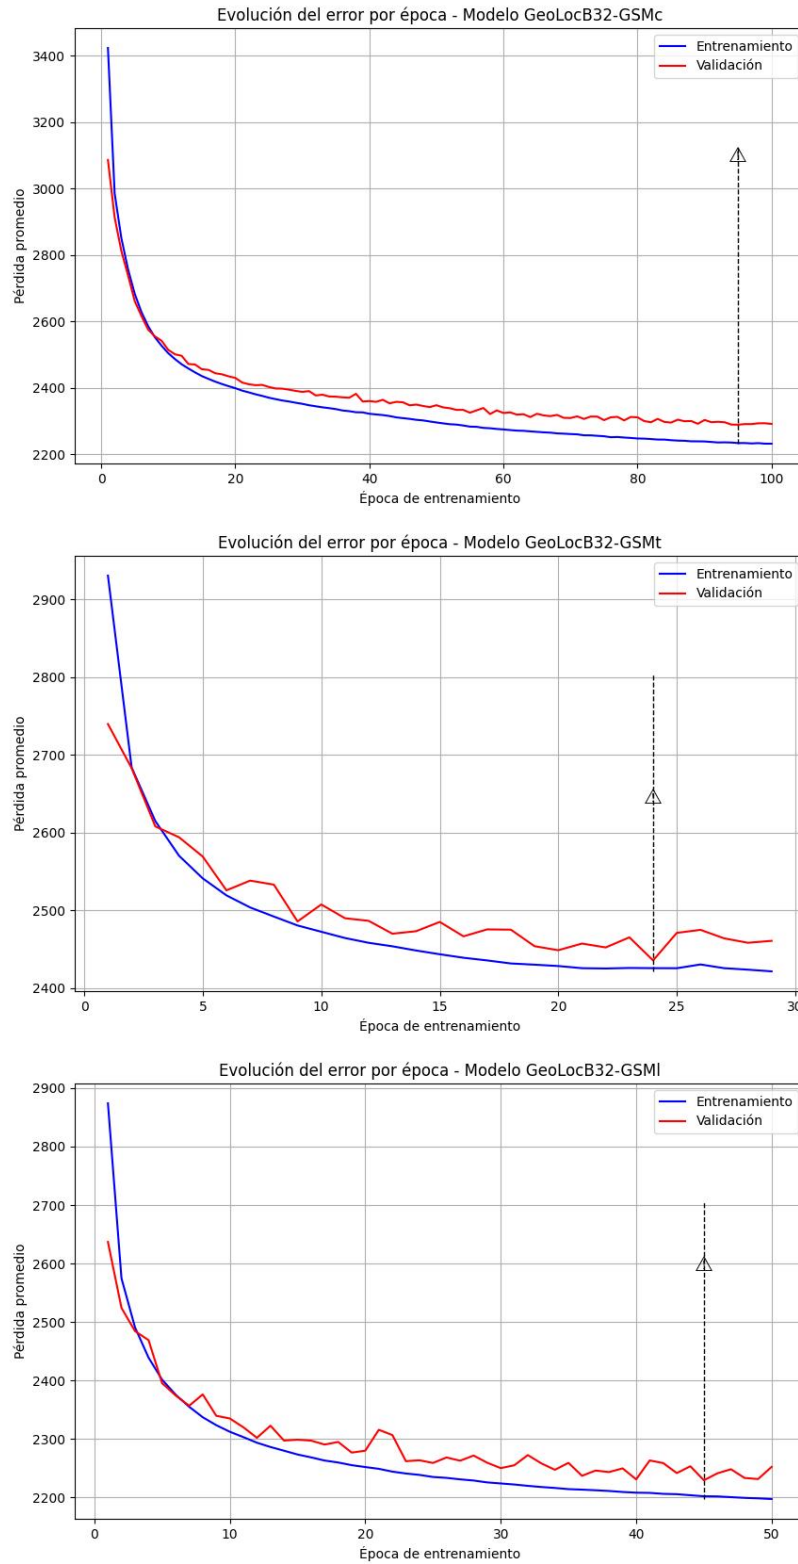 Evolución del error por época - Modelo GeoLocB32-GSMc
Entrenamiento
Validación
3400
3200
3000
2800
2600
2400
2200
Pérdida promedio
0 20 40 60 80 100
Época de entrenamiento
Evolución del error por época - Modelo GeoLocB32-GSMt
Entrenamiento
Validación
2900
2800
2700
2600
2500
2400
Pérdida promedio
0 5 10 15 20 25 30
Época de entrenamiento
Evolución del error por época - Modelo GeoLocB32-GSMl
Entrenamiento
Validación
2900
2800
2700
2600
2500
2400
2300
2200
Pérdida promedio
0 10 20 30 40 50
Época de entrenamiento